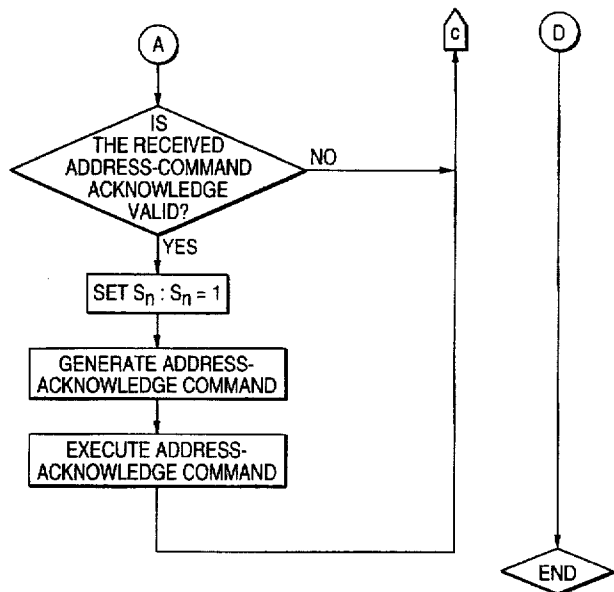 A
c
D
IS
THE RECEIVED
ADDRESS-COMMAND
ACKNOWLEDGE
VALID?
NO
YES
SET Sn : Sn = 1
GENERATE ADDRESS-
ACKNOWLEDGE COMMAND
EXECUTE ADDRESS-
ACKNOWLEDGE COMMAND
END